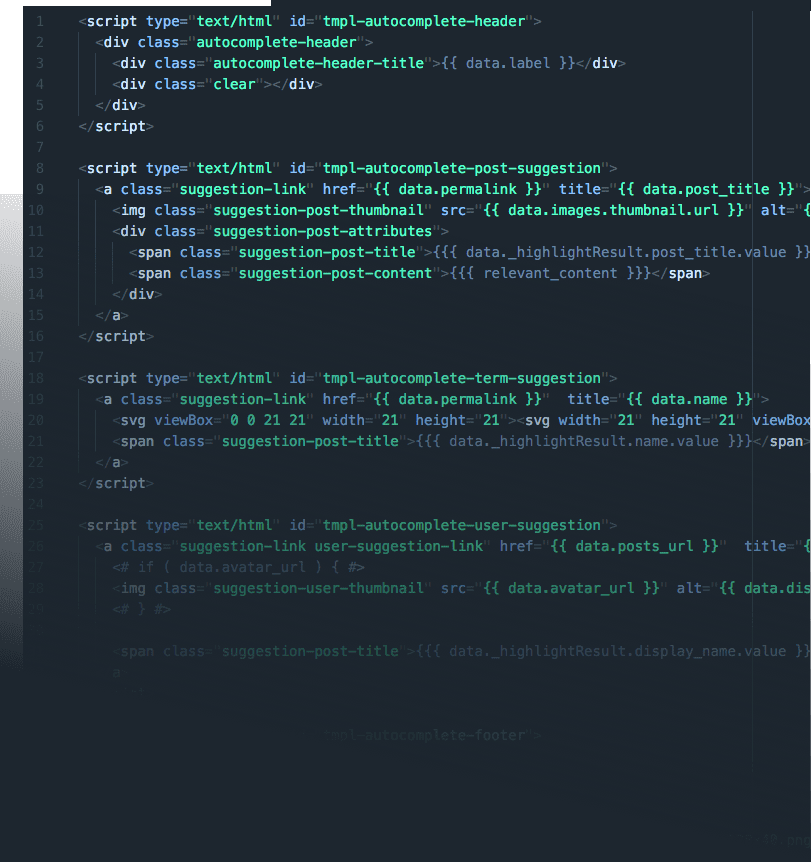 1 <script type="text/html" id="tmpl-autocomplete-header">
2 <div class="autocomplete-header">
3 <div class="autocomplete-header-title">{{ data.label }}</div>
4 <div class="clear"></div>
5 </div>
6 </script>
7
8 <script type="text/html" id="tmpl-autocomplete-post-suggestion">
9 <a class="suggestion-link" href="{{ data.permalink }}" title="{{ data.post_title }}">
10 <img class="suggestion-post-thumbnail" src="{{ data.images.thumbnail.url }}" alt="{
11 <div class="suggestion-post-attributes">
12 <span class="suggestion-post-title">{{{ data._highlightResult.post_title.value }}
13 <span class="suggestion-post-content">{{{ relevant_content }}}</span>
14 </div>
15 </a>
16 </script>
17
18 <script type="text/html" id="tmpl-autocomplete-term-suggestion">
19 <a class="suggestion-link" href="{{ data.permalink }}"  title="{{ data.name }}">
20 <svg viewBox="0 0 21 21" width="21" height="21"><svg width="21" height="21" viewBox
21 <span class="suggestion-post-title">{{{ data._highlightResult.name.value }}}</span>
22 </a>
23 </script>
24
25 <script type="text/html" id="tmpl-autocomplete-user-suggestion">
26 <a class="suggestion-link user-suggestion-link" href="{{ data.posts_url }}"  title="{
27 <# if ( data.avatar_url ) { #>
28 <img class="suggestion-user-thumbnail" src="{{ data.avatar_url }}" alt="{{ data.dis
29 <# } #>
<span class="suggestion-post-title">{{{ data._highlightResult.display_name.value }}
a
mpl-autocomplete-footer">